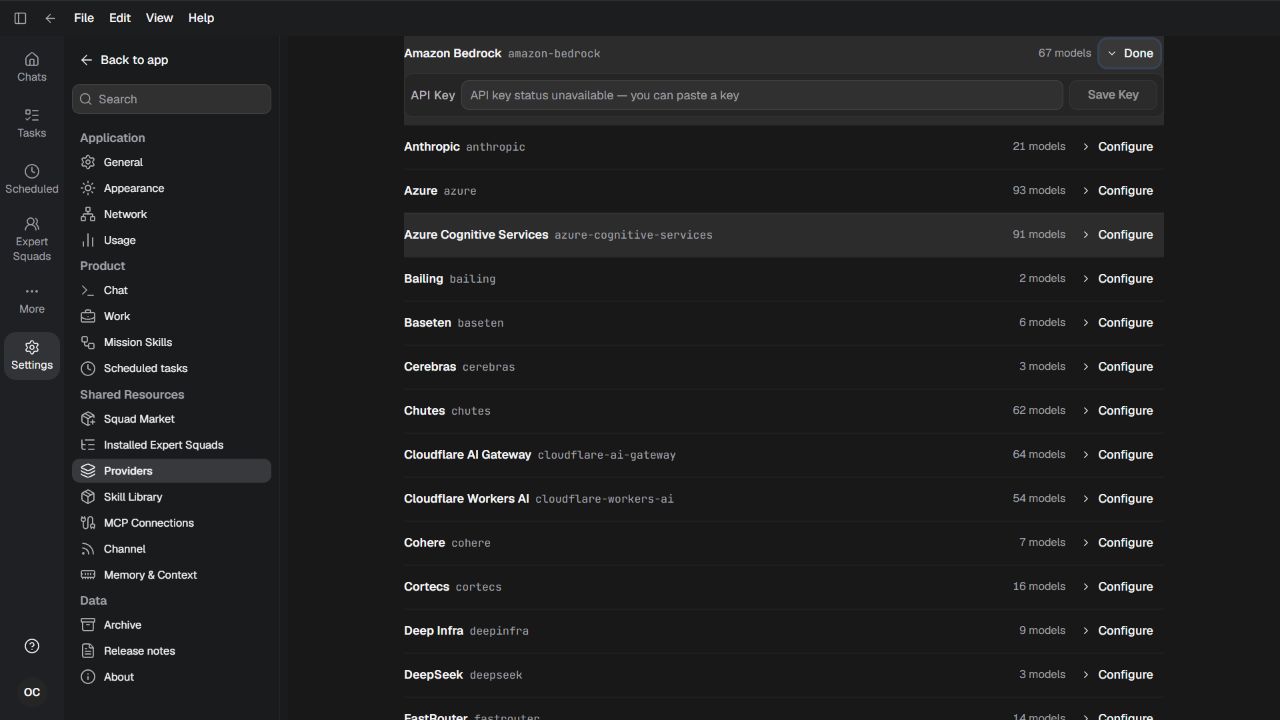 File Edit View Help
Chats
Tasks
Scheduled
Expert
Squads
More
Settings
OC
Back to app
Search
Application
General
Appearance
Network
Usage
Product
Chat
Work
Mission Skills
Scheduled tasks
Shared Resources
Squad Market
Installed Expert Squads
Providers
Skill Library
MCP Connections
Channel
Memory & Context
Data
Archive
Release notes
About
Amazon Bedrock amazon-bedrock 67 models Done
API Key API key status unavailable — you can paste a key Save Key
Anthropic anthropic 21 models Configure
Azure azure 93 models Configure
Azure Cognitive Services azure-cognitive-services 91 models Configure
Bailing bailing 2 models Configure
Baseten baseten 6 models Configure
Cerebras cerebras 3 models Configure
Chutes chutes 62 models Configure
Cloudflare AI Gateway cloudflare-ai-gateway 64 models Configure
Cloudflare Workers AI cloudflare-workers-ai 54 models Configure
Cohere cohere 7 models Configure
Cortecs cortecs 16 models Configure
Deep Infra deepinfra 9 models Configure
DeepSeek deepseek 3 models Configure
FastRouter fastrouter 14 models Configure